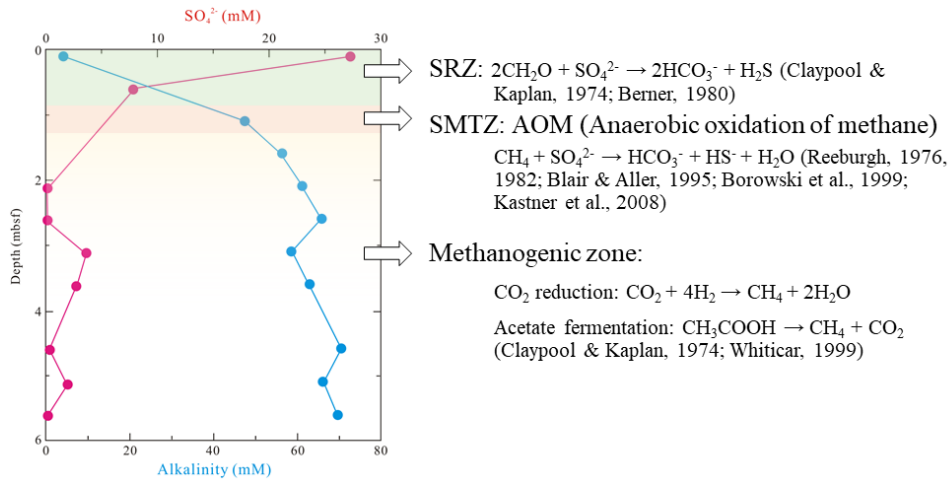 SO₄²⁻ (mM)
0 10 20 30
0
2
4
6
Depth (mbsf)
0 20 40 60 80
Alkalinity (mM)
SRZ: 2CH₂O + SO₄²⁻ → 2HCO₃⁻ + H₂S (Claypool &
Kaplan, 1974; Berner, 1980)
SMTZ: AOM (Anaerobic oxidation of methane)
CH₄ + SO₄²⁻ → HCO₃⁻ + HS⁻ + H₂O (Reeburgh, 1976,
1982; Blair & Aller, 1995; Borowski et al., 1999;
Kastner et al., 2008)
Methanogenic zone:
CO₂ reduction: CO₂ + 4H₂ → CH₄ + 2H₂O
Acetate fermentation: CH₃COOH → CH₄ + CO₂
(Claypool & Kaplan, 1974; Whiticar, 1999)